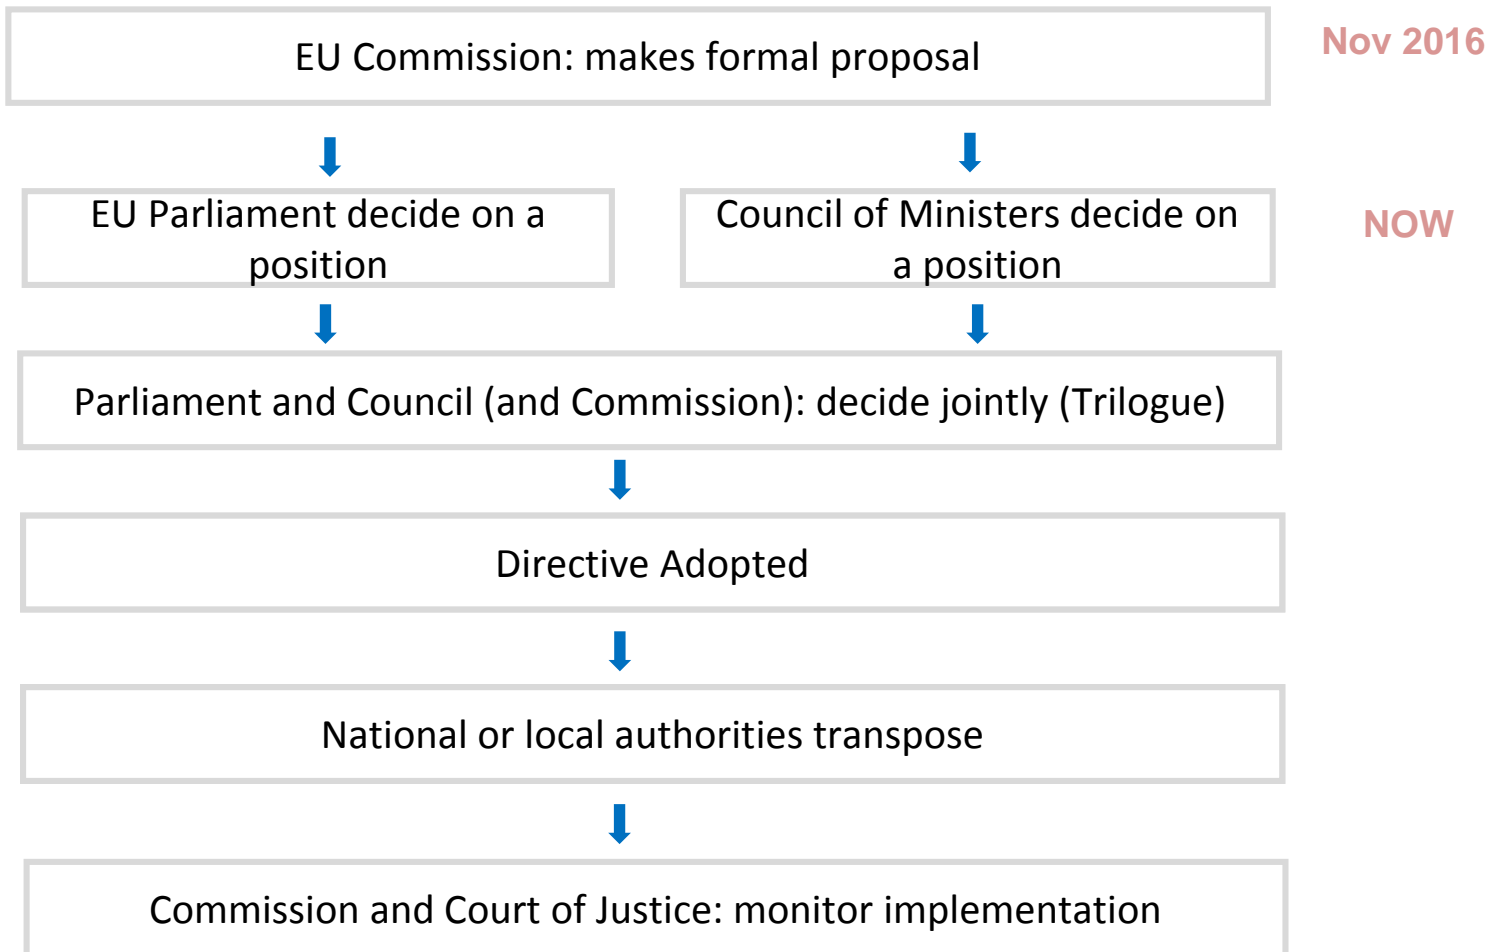 EU Commission: makes formal proposal
Nov 2016
EU Parliament decide on a
position
Council of Ministers decide on
a position
NOW
Parliament and Council (and Commission): decide jointly (Trilogue)
Directive Adopted
National or local authorities transpose
Commission and Court of Justice: monitor implementation